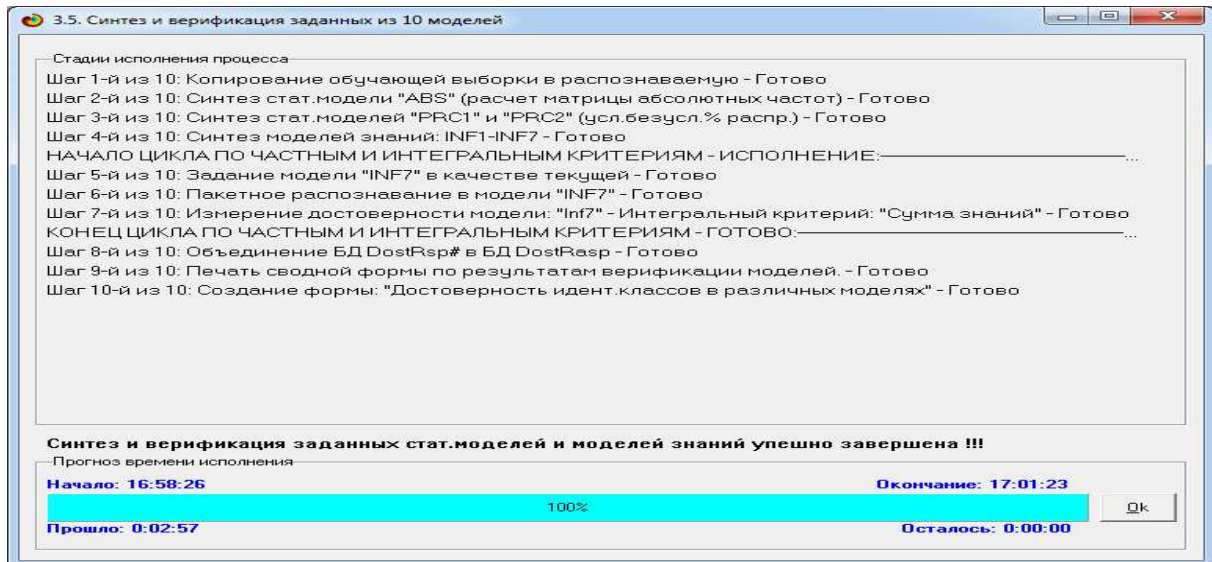 3.5. Синтез и верификация заданных из 10 моделей
Стадии исполнения процесса
Шаг 1-й из 10: Копирование обучающей выборки в распознаваемую - Готово
Шаг 2-й из 10: Синтез стат.модели "ABS" (расчет матрицы абсолютных частот) - Готово
Шаг 3-й из 10: Синтез стат.моделей "PRC1" и "PRC2" (усл.безусл.% распр.) - Готово
Шаг 4-й из 10: Синтез моделей знаний: INF1-INF7 - Готово
НАЧАЛО ЦИКЛА ПО ЧАСТНЫМ И ИНТЕГРАЛЬНЫМ КРИТЕРИЯМ - ИСПОЛНЕНИЕ:------------------...
Шаг 5-й из 10: Задание модели "INF7" в качестве текущей - Готово
Шаг 6-й из 10: Пакетное распознавание в модели "INF7" - Готово
Шаг 7-й из 10: Измерение достоверности модели: "Inf7" - Интегральный критерий: "Сумма знаний" - Готово
КОНЕЦ ЦИКЛА ПО ЧАСТНЫМ И ИНТЕГРАЛЬНЫМ КРИТЕРИЯМ - ГОТОВО:------------------...
Шаг 8-й из 10: Объединение БД DostRsp# в БД DostRasp - Готово
Шаг 9-й из 10: Печать сводной формы по результатам верификации моделей. - Готово
Шаг 10-й из 10: Создание формы: "Достоверность идент.классов в различных моделях" - Готово
Синтез и верификация заданных стат.моделей и моделей знаний упешно завершена !!!
Прогноз времени исполнения
Начало: 16:58:26 Окончание: 17:01:23
100% Ok
Прошло: 0:02:57 Осталось: 0:00:00